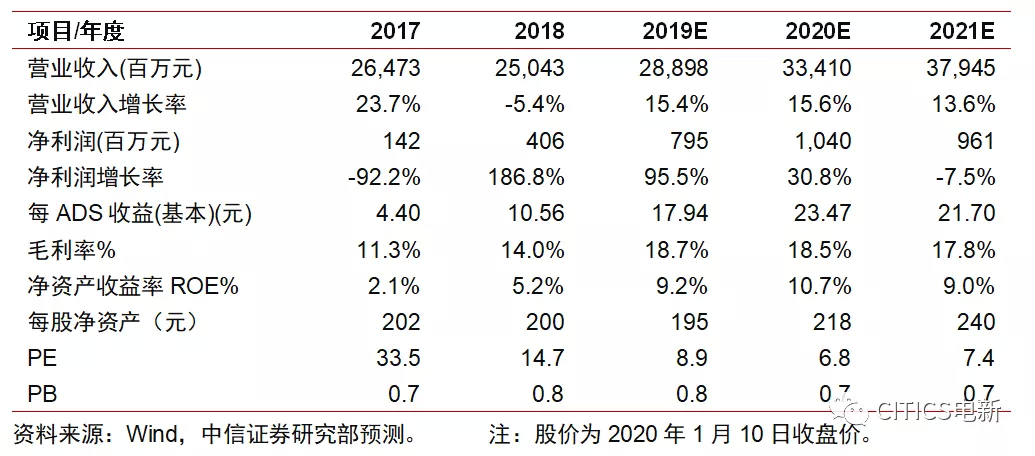 项目/年度 2017 2018 2019E 2020E 2021E
营业收入(百万元) 26,473 25,043 28,898 33,410 37,945
营业收入增长率 23.7% -5.4% 15.4% 15.6% 13.6%
净利润(百万元) 142 406 795 1,040 961
净利润增长率 -92.2% 186.8% 95.5% 30.8% -7.5%
每 ADS 收益(基本)(元) 4.40 10.56 17.94 23.47 21.70
毛利率% 11.3% 14.0% 18.7% 18.5% 17.8%
净资产收益率 ROE% 2.1% 5.2% 9.2% 10.7% 9.0%
每股净资产（元） 202 200 195 218 240
PE 33.5 14.7 8.9 6.8 7.4
PB 0.7 0.8 0.8 0.7 0.7
CITICS电新
资料来源：Wind，中信证券研究部预测。 注：股价为 2020 年 1 月 10 日收盘价。